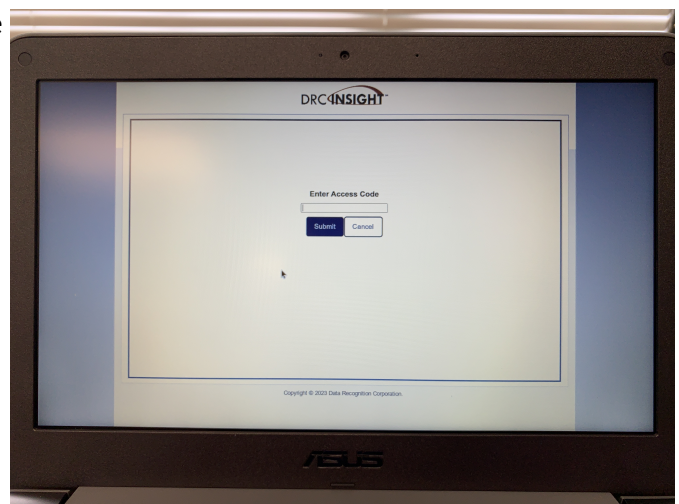 DRC INSIGHT
Enter Access Code
Submit Cancel
Copyright © 2023 Data Recognition Corporation
ASUS